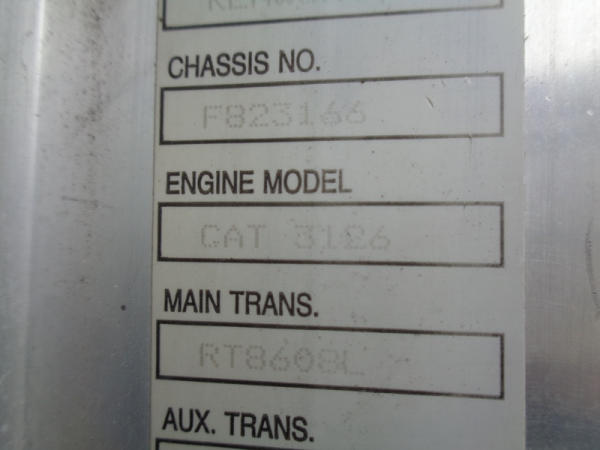 CHASSIS NO.
F823166
ENGINE MODEL
CAT 3126
MAIN TRANS.
RT8608L
AUX. TRANS.